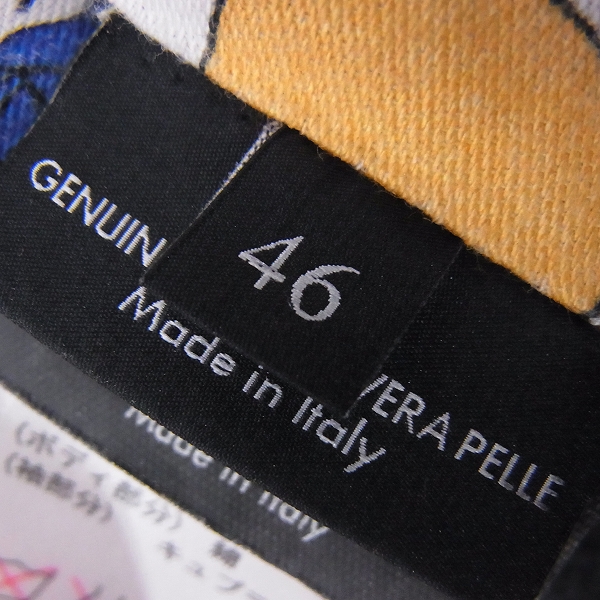 46
GENUIN VERA PELLE
Made in Italy
Made in Italy
(ボディ部分) 綿
(袖部分) キュプラ